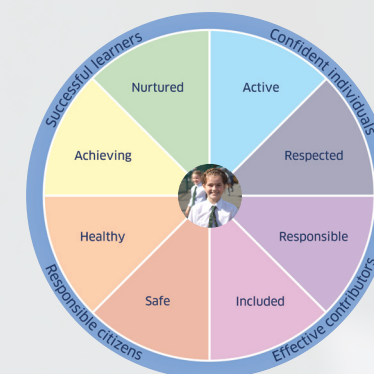 Successful learners
Confident individuals
Nurtured
Active
Achieving
Respected
Healthy
Responsible
Safe
Included
Responsible citizens
Effective contributors